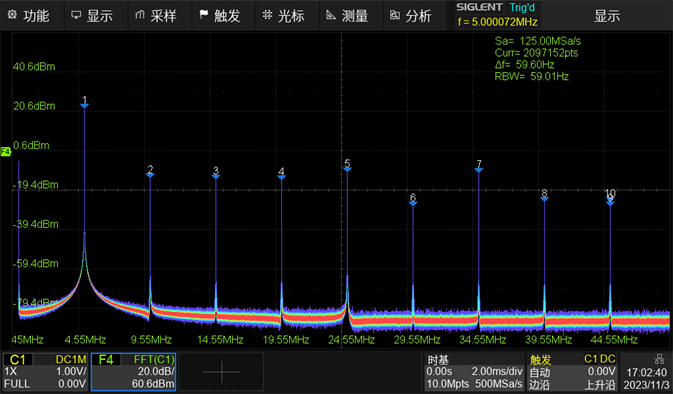 功能 显示 采样 触发 光标 测量 分析 SIGLENT Trig'd 显示
f = 5.000072MHz
Sa= 125.00MSa/s
Curr= 2097152pts
Δf= 59.60Hz
RBW= 59.01Hz
40.6dBm
20.6dBm
0.6dBm
-19.4dBm
-39.4dBm
-59.4dBm
-79.4dBm
F4
1
2
3
4
5
6
7
8
10
45MHz 4.55MHz 9.55MHz 14.55MHz 19.55MHz 24.55MHz 29.55MHz 34.55MHz 39.55MHz 44.55MHz
C1 DC1M
1X 1.00V/
FULL 0.00V
F4 FFT(C1)
20.0dB/
60.6dBm
时基
0.00s 2.00ms/div
10.0Mpts 500MSa/s
触发 C1 DC
自动 0.00V
边沿 上升沿
17:02:40
2023/11/3